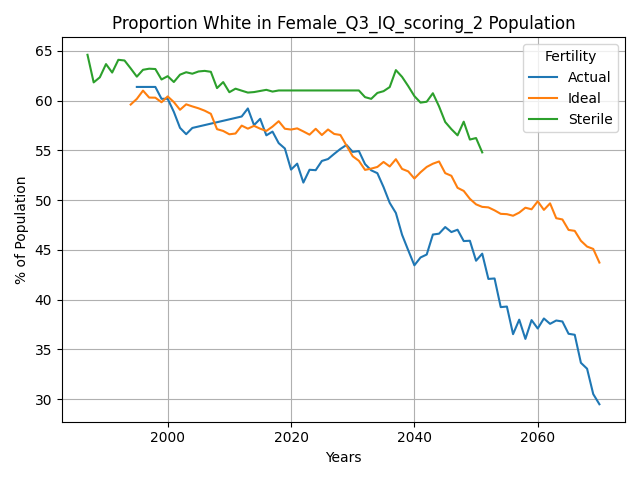 Proportion White in Female_Q3_IQ_scoring_2 Population
Fertility
Actual
Ideal
Sterile
% of Population
65
60
55
50
45
40
35
30
2000
2020
2040
2060
Years